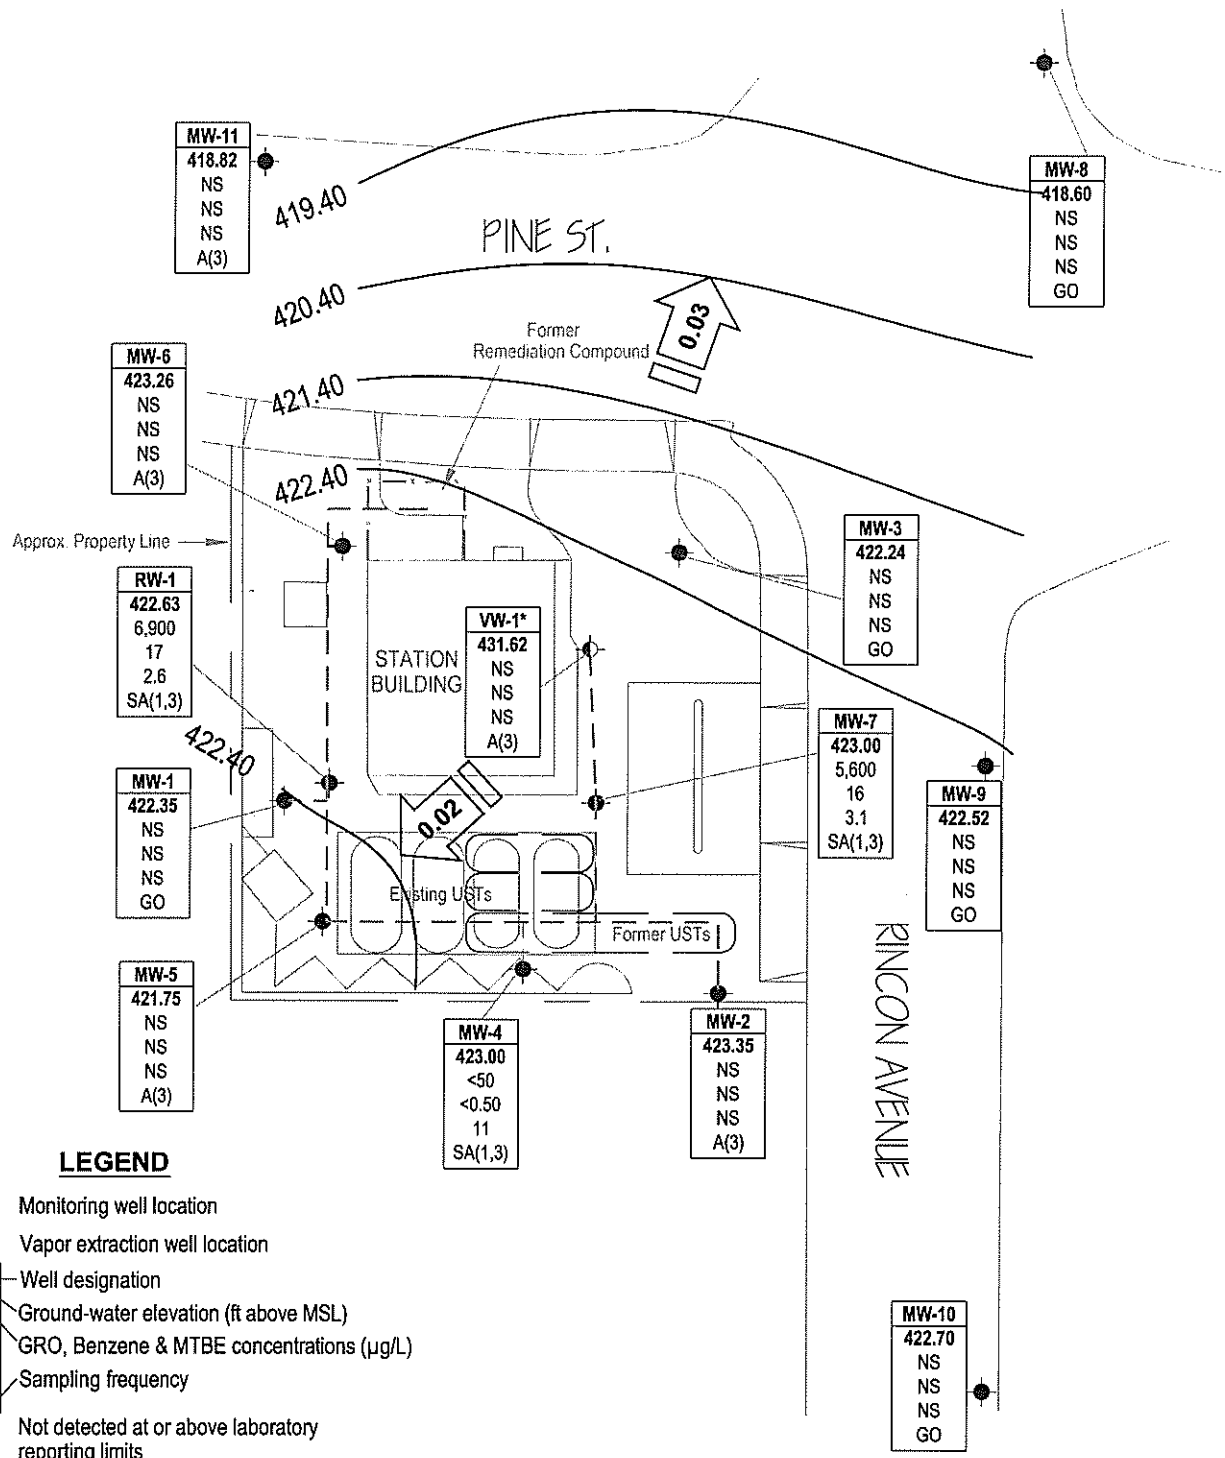 MW-11
418.82
NS
NS
NS
A(3)
MW-8
418.60
NS
NS
NS
GO
419.40
PINE ST.
420.40
0.03
Former
Remediation Compound
MW-6
423.26
NS
NS
NS
A(3)
421.40
422.40
Approx. Property Line
MW-3
422.24
NS
NS
NS
GO
RW-1
422.63
6,900
17
2.6
SA(1,3)
VW-1*
431.62
NS
NS
NS
A(3)
STATION
BUILDING
422.40
MW-7
423.00
5,600
16
3.1
SA(1,3)
MW-1
422.35
NS
NS
NS
GO
0.02
MW-9
422.52
NS
NS
NS
GO
Existing USTs
Former USTs
RINCON AVENUE
MW-5
421.75
NS
NS
NS
A(3)
MW-4
423.00
<50
<0.50
11
SA(1,3)
MW-2
423.35
NS
NS
NS
A(3)
LEGEND
Monitoring well location
Vapor extraction well location
Well designation
Ground-water elevation (ft above MSL)
GRO, Benzene & MTBE concentrations (µg/L)
Sampling frequency
Not detected at or above laboratory
reporting limits
MW-10
422.70
NS
NS
NS
GO